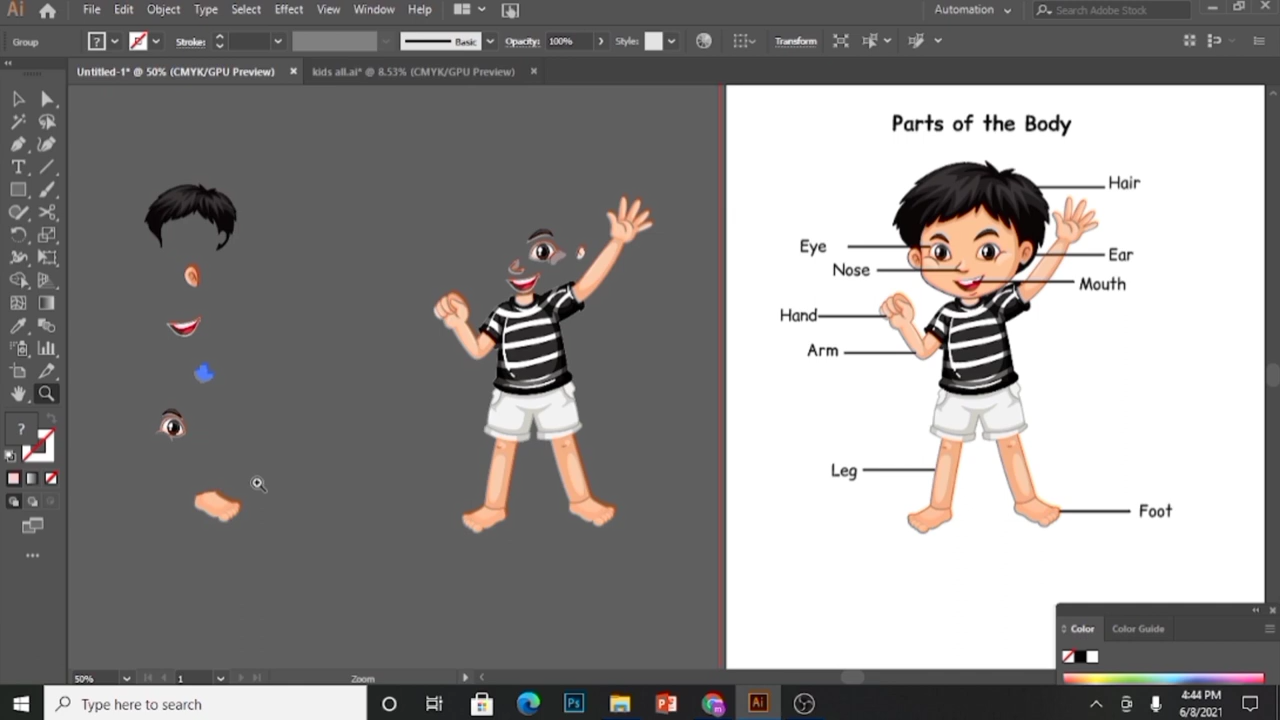 Ai File Edit Object Type Select Effect View Window Help Automation Search Adobe Stock
Group ? Stroke: Basic Opacity: 100% Style: Transform
Untitled-1* @ 50% (CMYK/GPU Preview) × kids all.ai* @ 8.53% (CMYK/GPU Preview) ×
Parts of the Body
Hair
Eye
Ear
Nose
Mouth
Hand
Arm
Leg
Foot
?
Color Color Guide
50% 1 Zoom
Type here to search
Ps
Ai
4:44 PM
6/8/2021